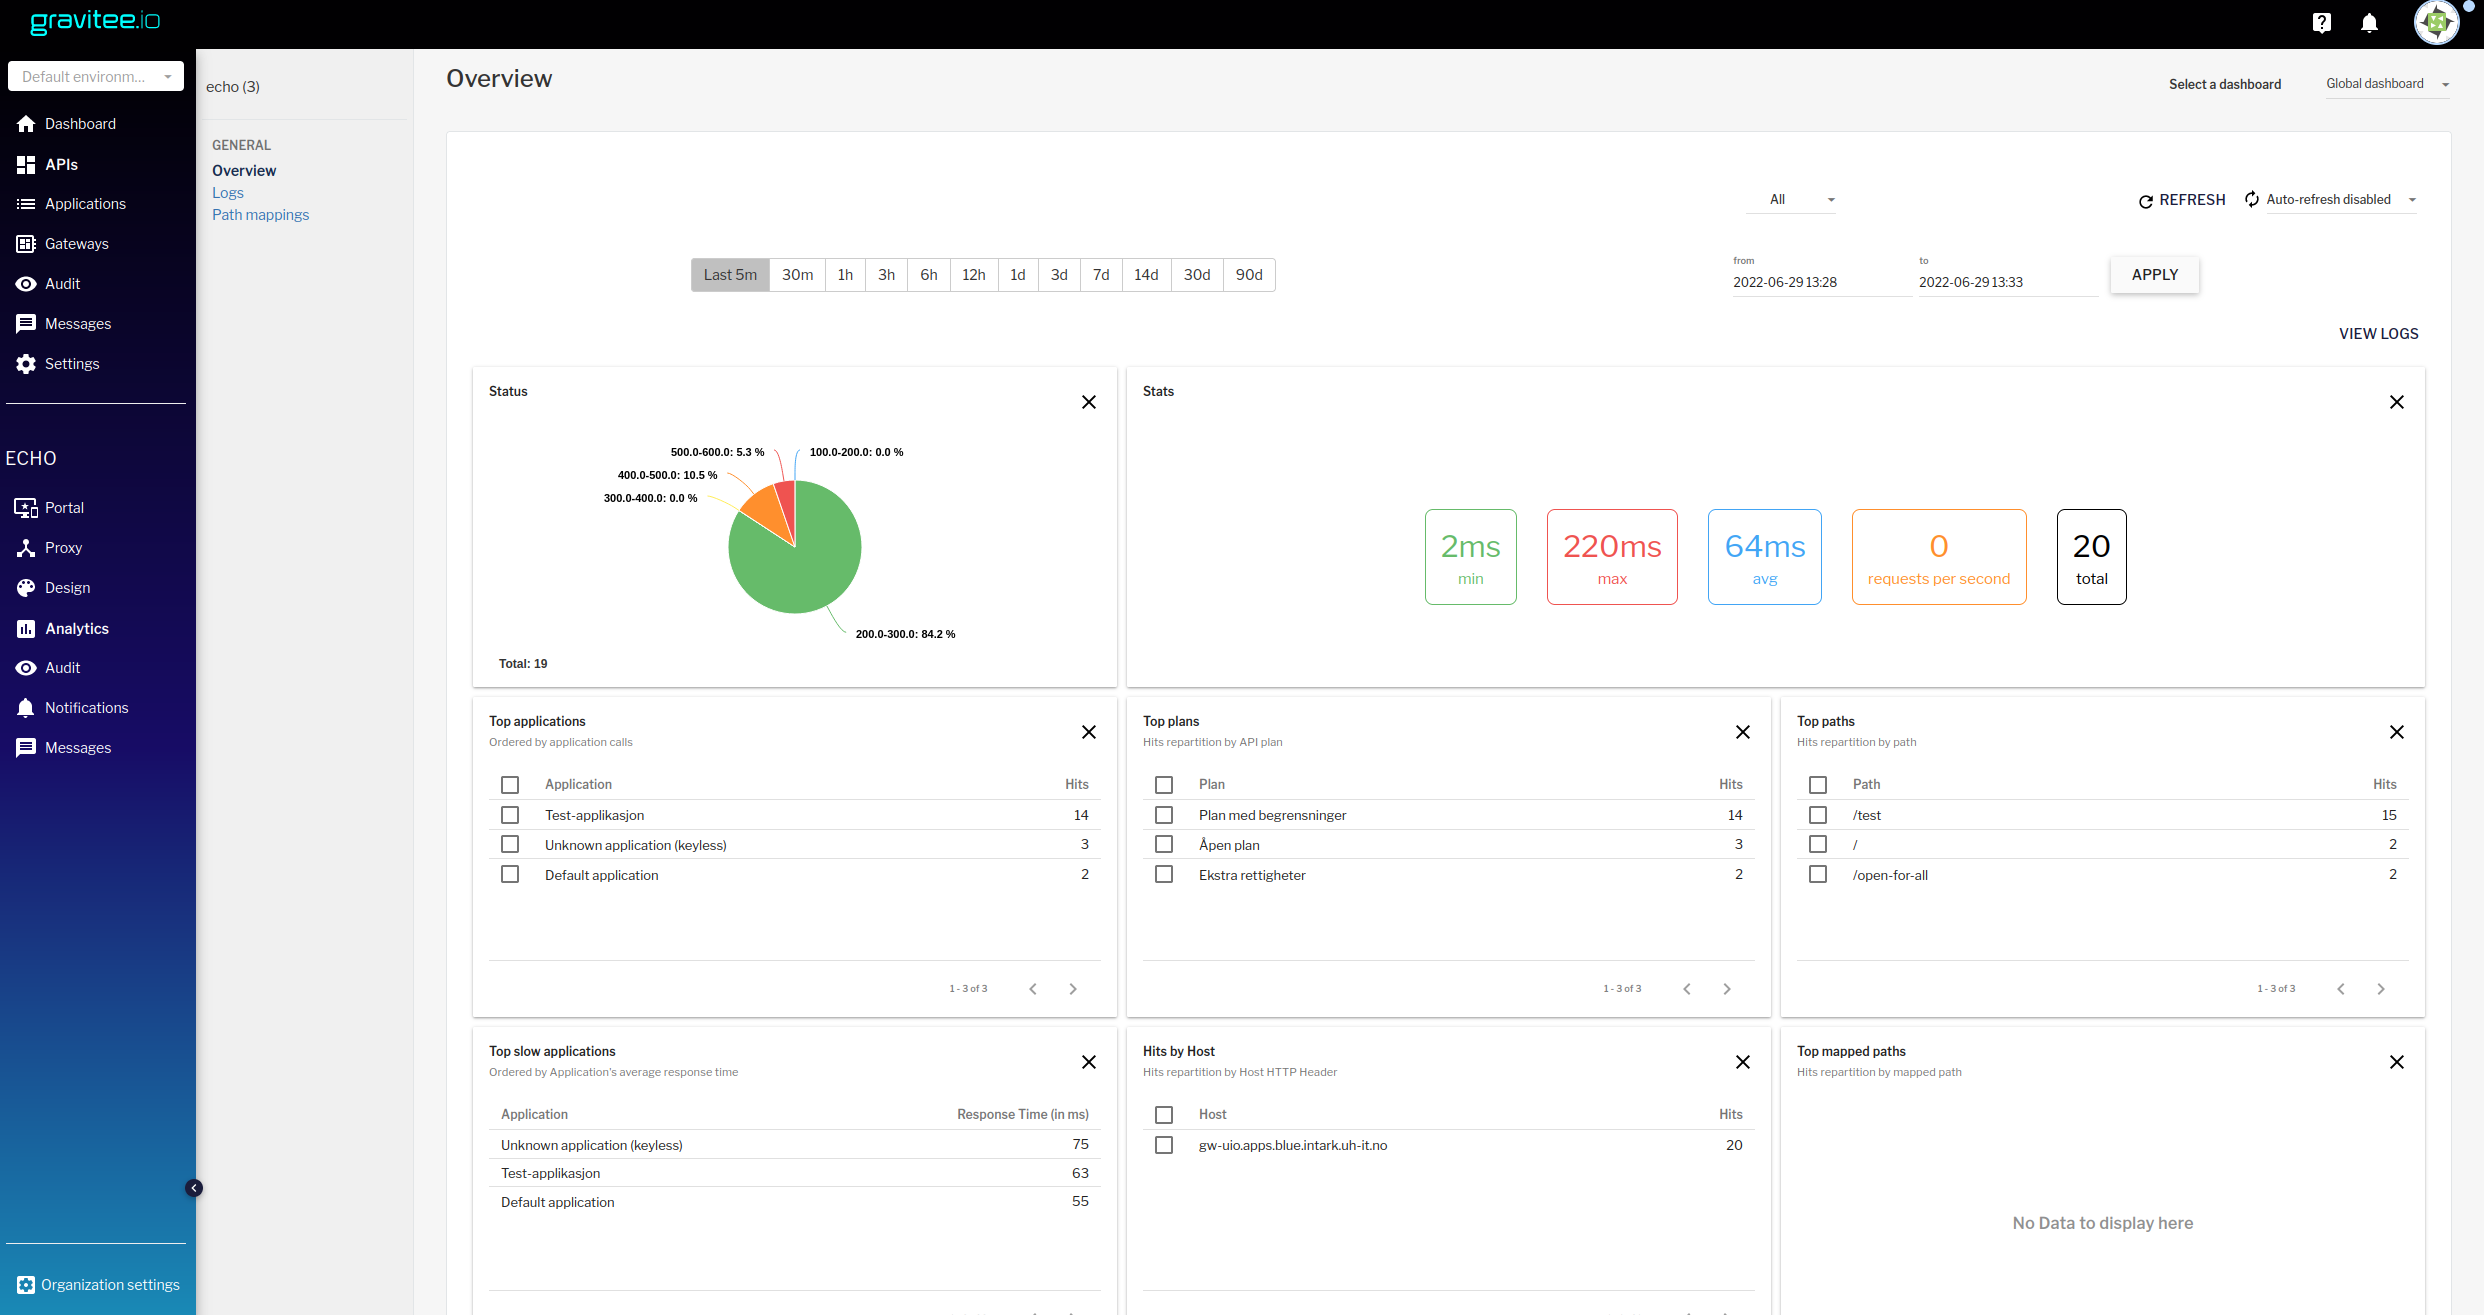 gravitee.io
Default environm...
Dashboard
APIs
Applications
Gateways
Audit
Messages
Settings
ECHO
Portal
Proxy
Design
Analytics
Audit
Notifications
Messages
Organization settings
echo (3)
GENERAL
Overview
Logs
Path mappings
Overview
Select a dashboard
Global dashboard
All
REFRESH
Auto-refresh disabled
Last 5m 30m 1h 3h 6h 12h 1d 3d 7d 14d 30d 90d
from
2022-06-29 13:28
to
2022-06-29 13:33
APPLY
VIEW LOGS
Status
500.0-600.0: 5.3 %
100.0-200.0: 0.0 %
400.0-500.0: 10.5 %
300.0-400.0: 0.0 %
200.0-300.0: 84.2 %
Total: 19
Stats
2ms
min
220ms
max
64ms
avg
0
requests per second
20
total
Top applications
Ordered by application calls
Application Hits
Test-applikasjon 14
Unknown application (keyless) 3
Default application 2
1 - 3 of 3
Top plans
Hits repartition by API plan
Plan Hits
Plan med begrensninger 14
Åpen plan 3
Ekstra rettigheter 2
1 - 3 of 3
Top paths
Hits repartition by path
Path Hits
/test 15
/ 2
/open-for-all 2
1 - 3 of 3
Top slow applications
Ordered by Application's average response time
Application Response Time (in ms)
Unknown application (keyless) 75
Test-applikasjon 63
Default application 55
Hits by Host
Hits repartition by Host HTTP Header
Host Hits
gw-uio.apps.blue.intark.uh-it.no 20
Top mapped paths
Hits repartition by mapped path
No Data to display here